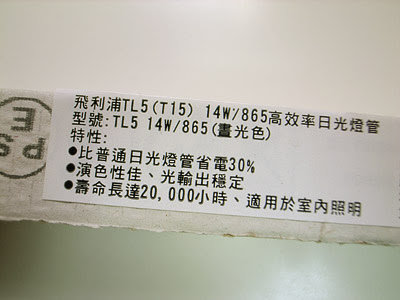 飛利浦TL5(T15) 14W/865高效率日光燈管
型號:TL5 14W/865(晝光色)
特性:
●比普通日光燈管省電30%
●演色性佳、光輸出穩定
●壽命長達20,000小時、適用於室內照明
PS
E